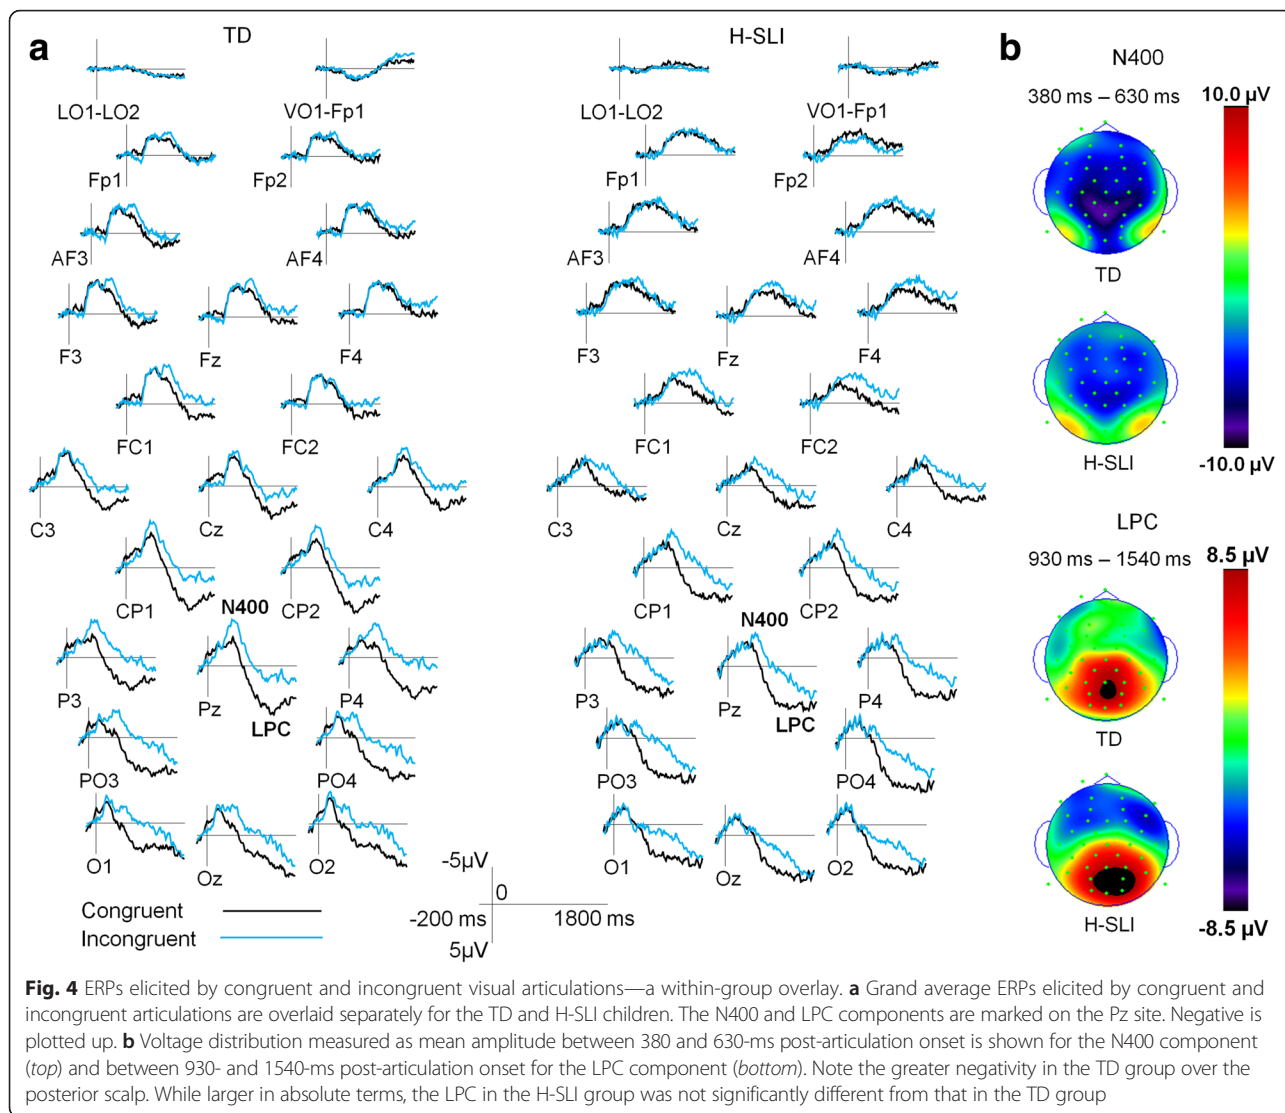 a
TD
H-SLI
LO1-LO2
VO1-Fp1
LO1-LO2
VO1-Fp1
Fp1
Fp2
Fp1
Fp2
AF3
AF4
AF3
AF4
F3
Fz
F4
F3
Fz
F4
FC1
FC2
FC1
FC2
C3
Cz
C4
C3
Cz
C4
CP1
CP2
CP1
CP2
N400
N400
P3
Pz
P4
P3
Pz
P4
LPC
LPC
PO3
PO4
PO3
PO4
O1
Oz
O2
O1
Oz
O2
-5µV
0
-200 ms
1800 ms
5µV
Congruent
Incongruent
b
N400
380 ms – 630 ms
10.0 µV
TD
H-SLI
-10.0 µV
LPC
930 ms – 1540 ms
8.5 µV
TD
H-SLI
-8.5 µV
Fig. 4 ERPs elicited by congruent and incongruent visual articulations—a within-group overlay. a Grand average ERPs elicited by congruent and
incongruent articulations are overlaid separately for the TD and H-SLI children. The N400 and LPC components are marked on the Pz site. Negative is
plotted up. b Voltage distribution measured as mean amplitude between 380 and 630-ms post-articulation onset is shown for the N400 component
(top) and between 930- and 1540-ms post-articulation onset for the LPC component (bottom). Note the greater negativity in the TD group over the
posterior scalp. While larger in absolute terms, the LPC in the H-SLI group was not significantly different from that in the TD group